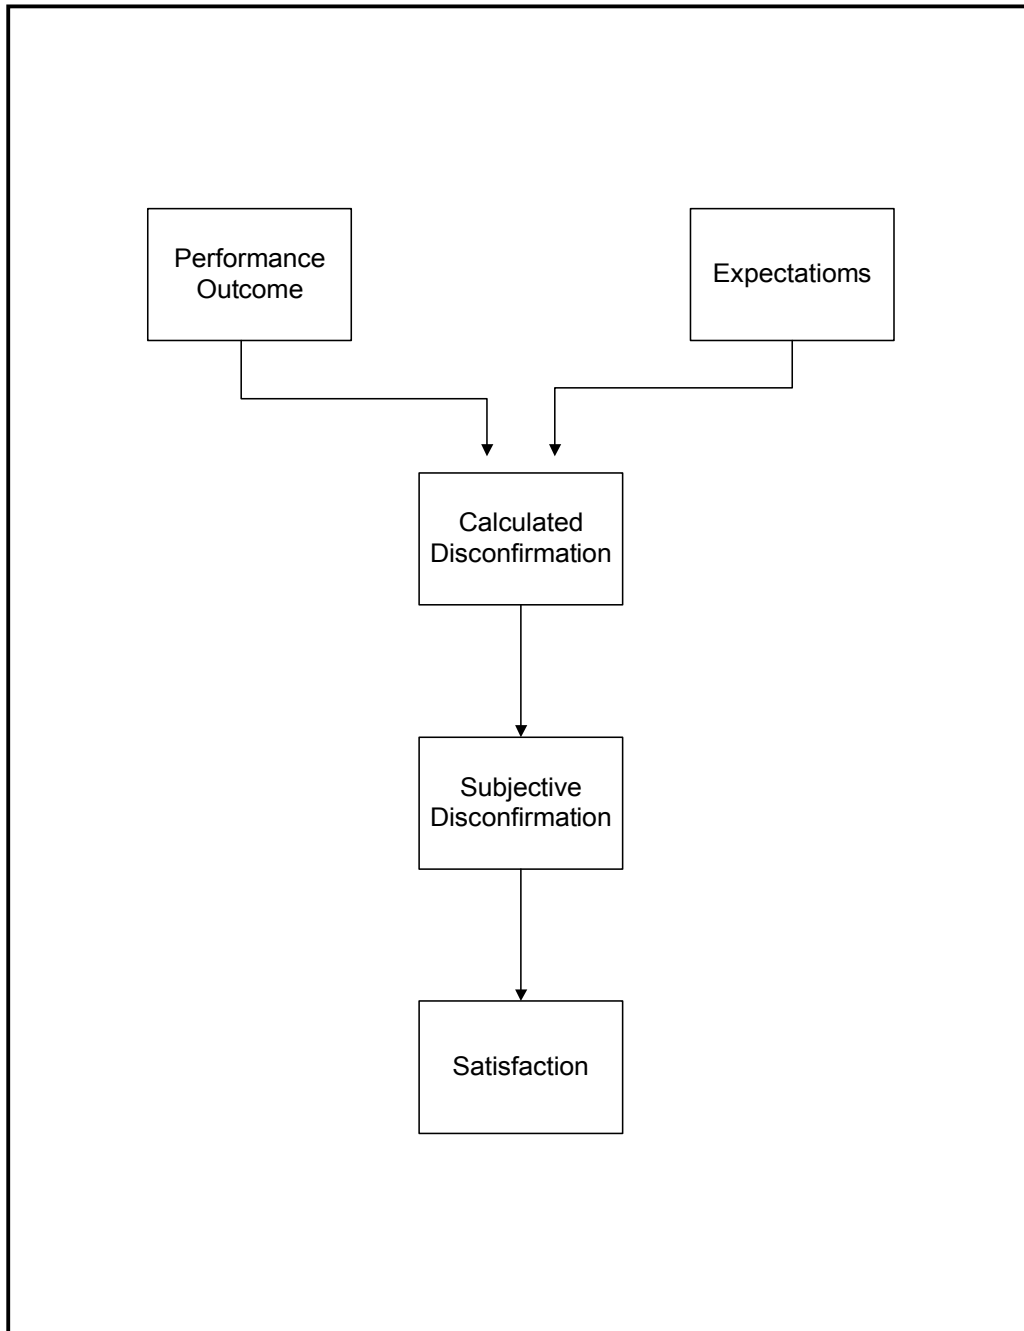 Performance
Outcome
Expectatioms
Calculated
Disconfirmation
Subjective
Disconfirmation
Satisfaction